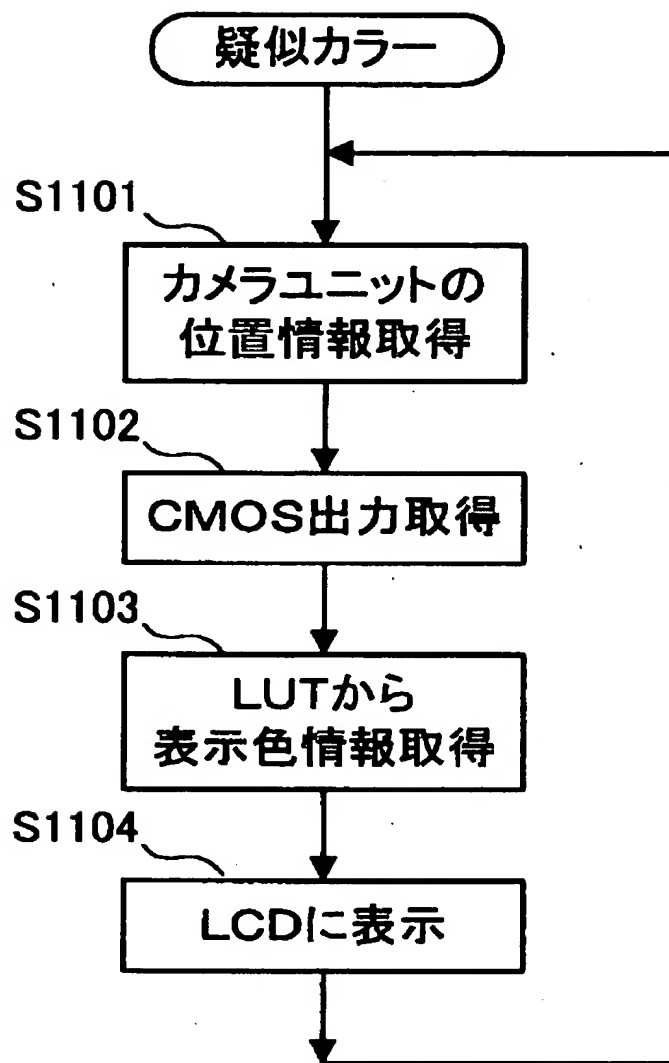 疑似カラー
S1101
カメラユニットの
位置情報取得
S1102
CMOS出力取得
S1103
LUTから
表示色情報取得
S1104
LCDに表示